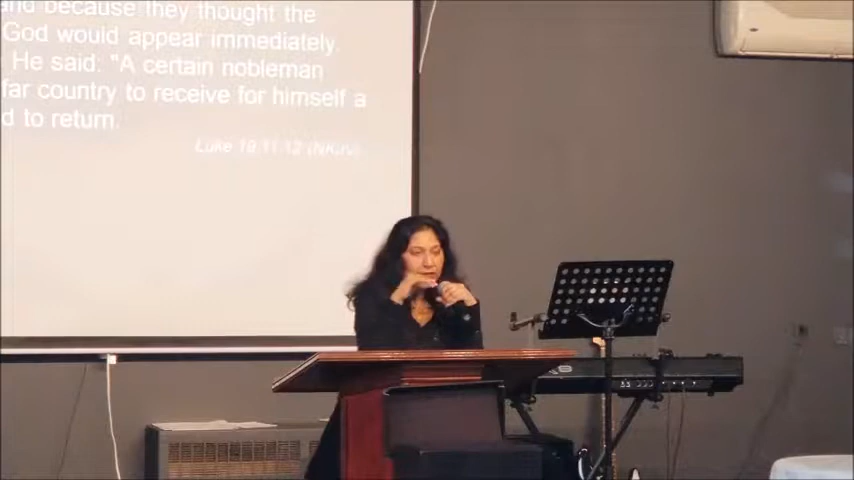 and because they thought the
God would appear immediately.
He said: "A certain nobleman
far country to receive for himself a
d to return.
Luke 19:11-12 (NKJV)